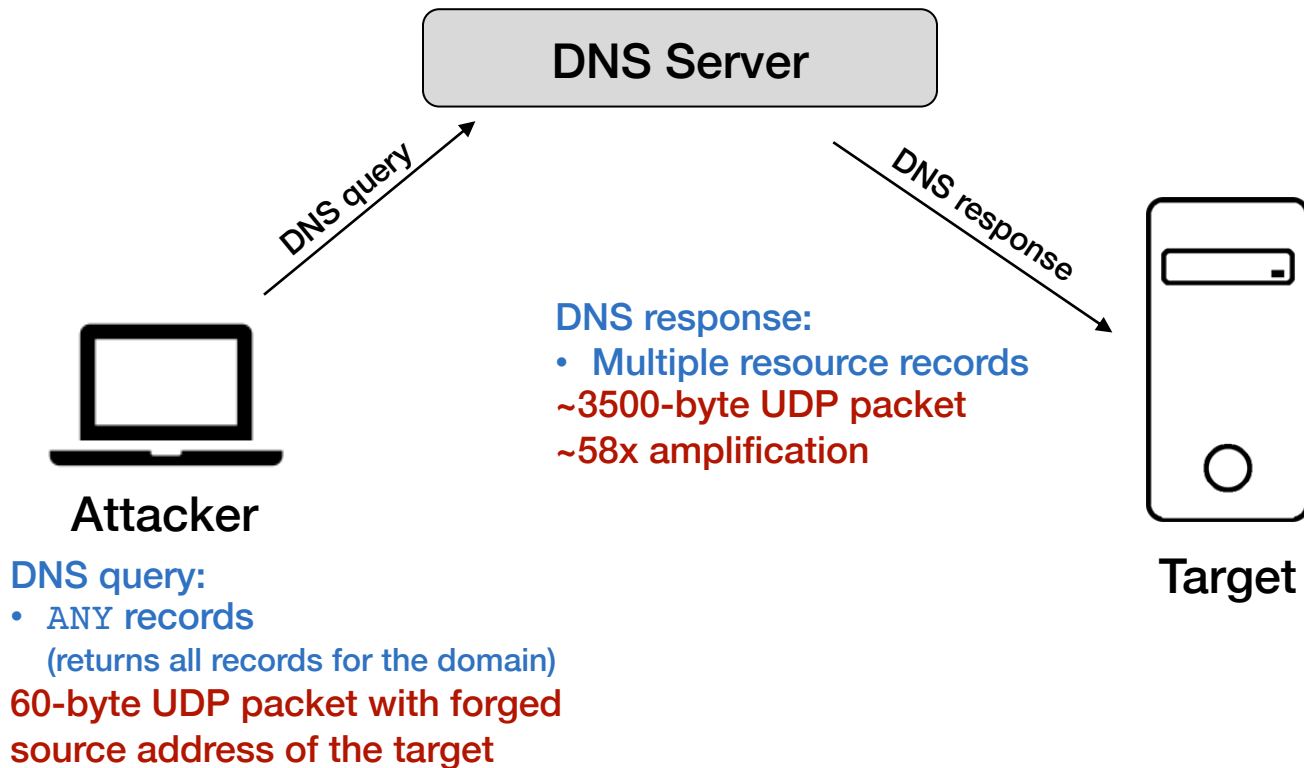 DNS Server
DNS query
DNS response
DNS response:
• Multiple resource records
~3500-byte UDP packet
~58x amplification
Attacker
Target
DNS query:
• ANY records
(returns all records for the domain)
60-byte UDP packet with forged
source address of the target